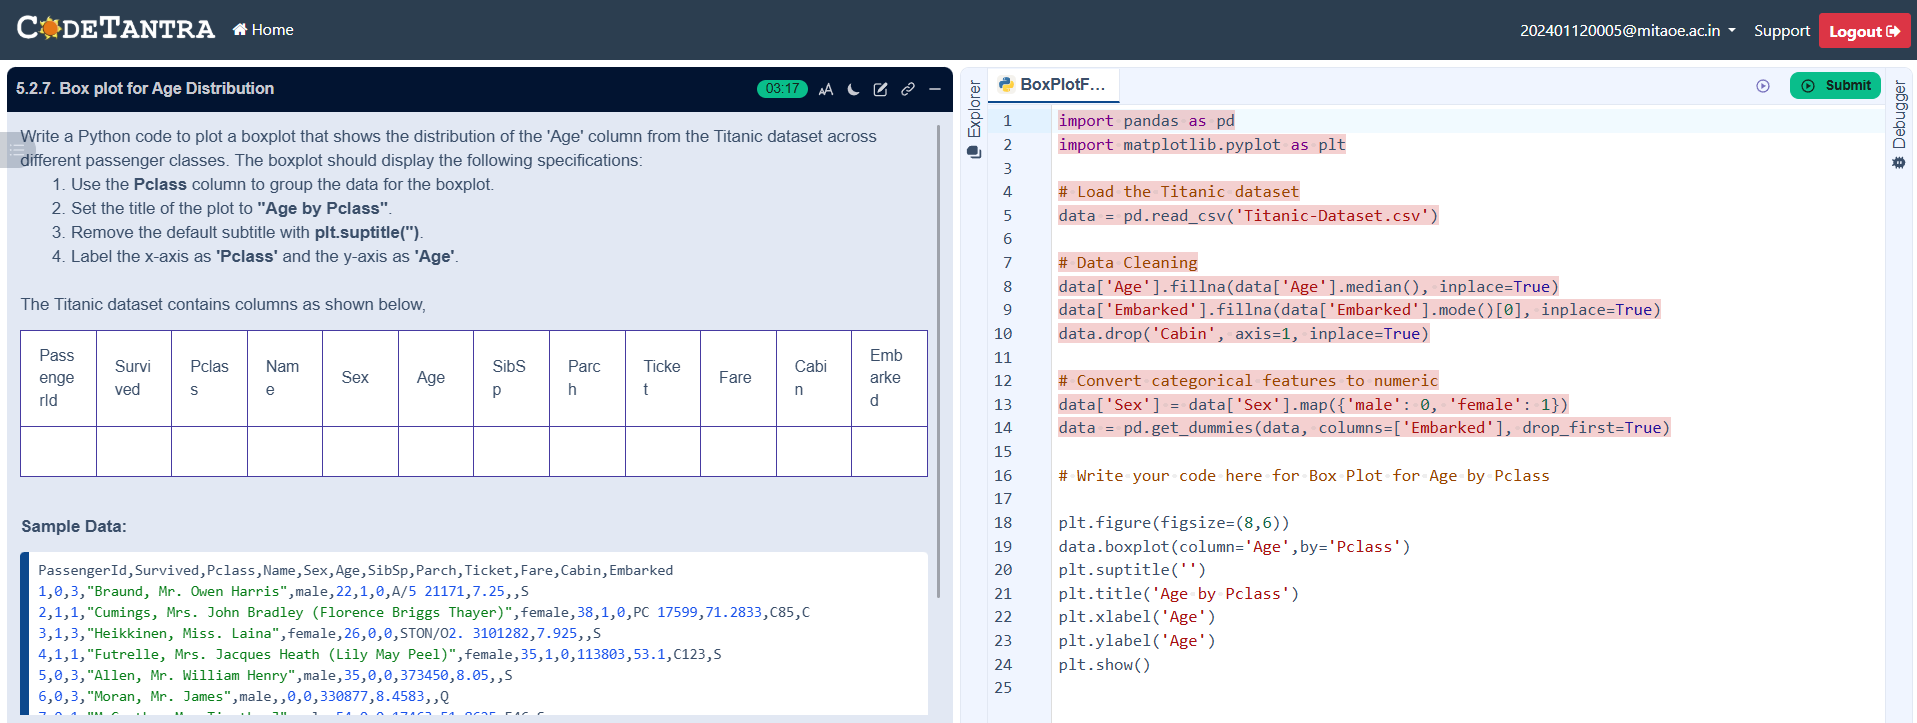 CODETANTRA Home 202401120005@mitaoe.ac.in Support Logout
5.2.7. Box plot for Age Distribution 03:17 AA
Write a Python code to plot a boxplot that shows the distribution of the 'Age' column from the Titanic dataset across
different passenger classes. The boxplot should display the following specifications:
1. Use the Pclass column to group the data for the boxplot.
2. Set the title of the plot to "Age by Pclass".
3. Remove the default subtitle with plt.suptitle('').
4. Label the x-axis as 'Pclass' and the y-axis as 'Age'.
The Titanic dataset contains columns as shown below,
Pass
enge
rId
Survi
ved
Pclas
s
Nam
e
Sex
Age
SibS
p
Parc
h
Ticke
t
Fare
Cabi
n
Emb
arke
d
Sample Data:
PassengerId,Survived,Pclass,Name,Sex,Age,SibSp,Parch,Ticket,Fare,Cabin,Embarked
1,0,3,"Braund, Mr. Owen Harris",male,22,1,0,A/5 21171,7.25,,S
2,1,1,"Cumings, Mrs. John Bradley (Florence Briggs Thayer)",female,38,1,0,PC 17599,71.2833,C85,C
3,1,3,"Heikkinen, Miss. Laina",female,26,0,0,STON/O2. 3101282,7.925,,S
4,1,1,"Futrelle, Mrs. Jacques Heath (Lily May Peel)",female,35,1,0,113803,53.1,C123,S
5,0,3,"Allen, Mr. William Henry",male,35,0,0,373450,8.05,,S
6,0,3,"Moran, Mr. James",male,,0,0,330877,8.4583,,Q
Explorer
BoxPlotF... Submit
Debugger
1 import pandas as pd
2 import matplotlib.pyplot as plt
3
4 # Load the Titanic dataset
5 data = pd.read_csv('Titanic-Dataset.csv')
6
7 # Data Cleaning
8 data['Age'].fillna(data['Age'].median(), inplace=True)
9 data['Embarked'].fillna(data['Embarked'].mode()[0], inplace=True)
10 data.drop('Cabin', axis=1, inplace=True)
11
12 # Convert categorical features to numeric
13 data['Sex'] = data['Sex'].map({'male': 0, 'female': 1})
14 data = pd.get_dummies(data, columns=['Embarked'], drop_first=True)
15
16 # Write your code here for Box Plot for Age by Pclass
17
18 plt.figure(figsize=(8,6))
19 data.boxplot(column='Age',by='Pclass')
20 plt.suptitle('')
21 plt.title('Age by Pclass')
22 plt.xlabel('Age')
23 plt.ylabel('Age')
24 plt.show()
25